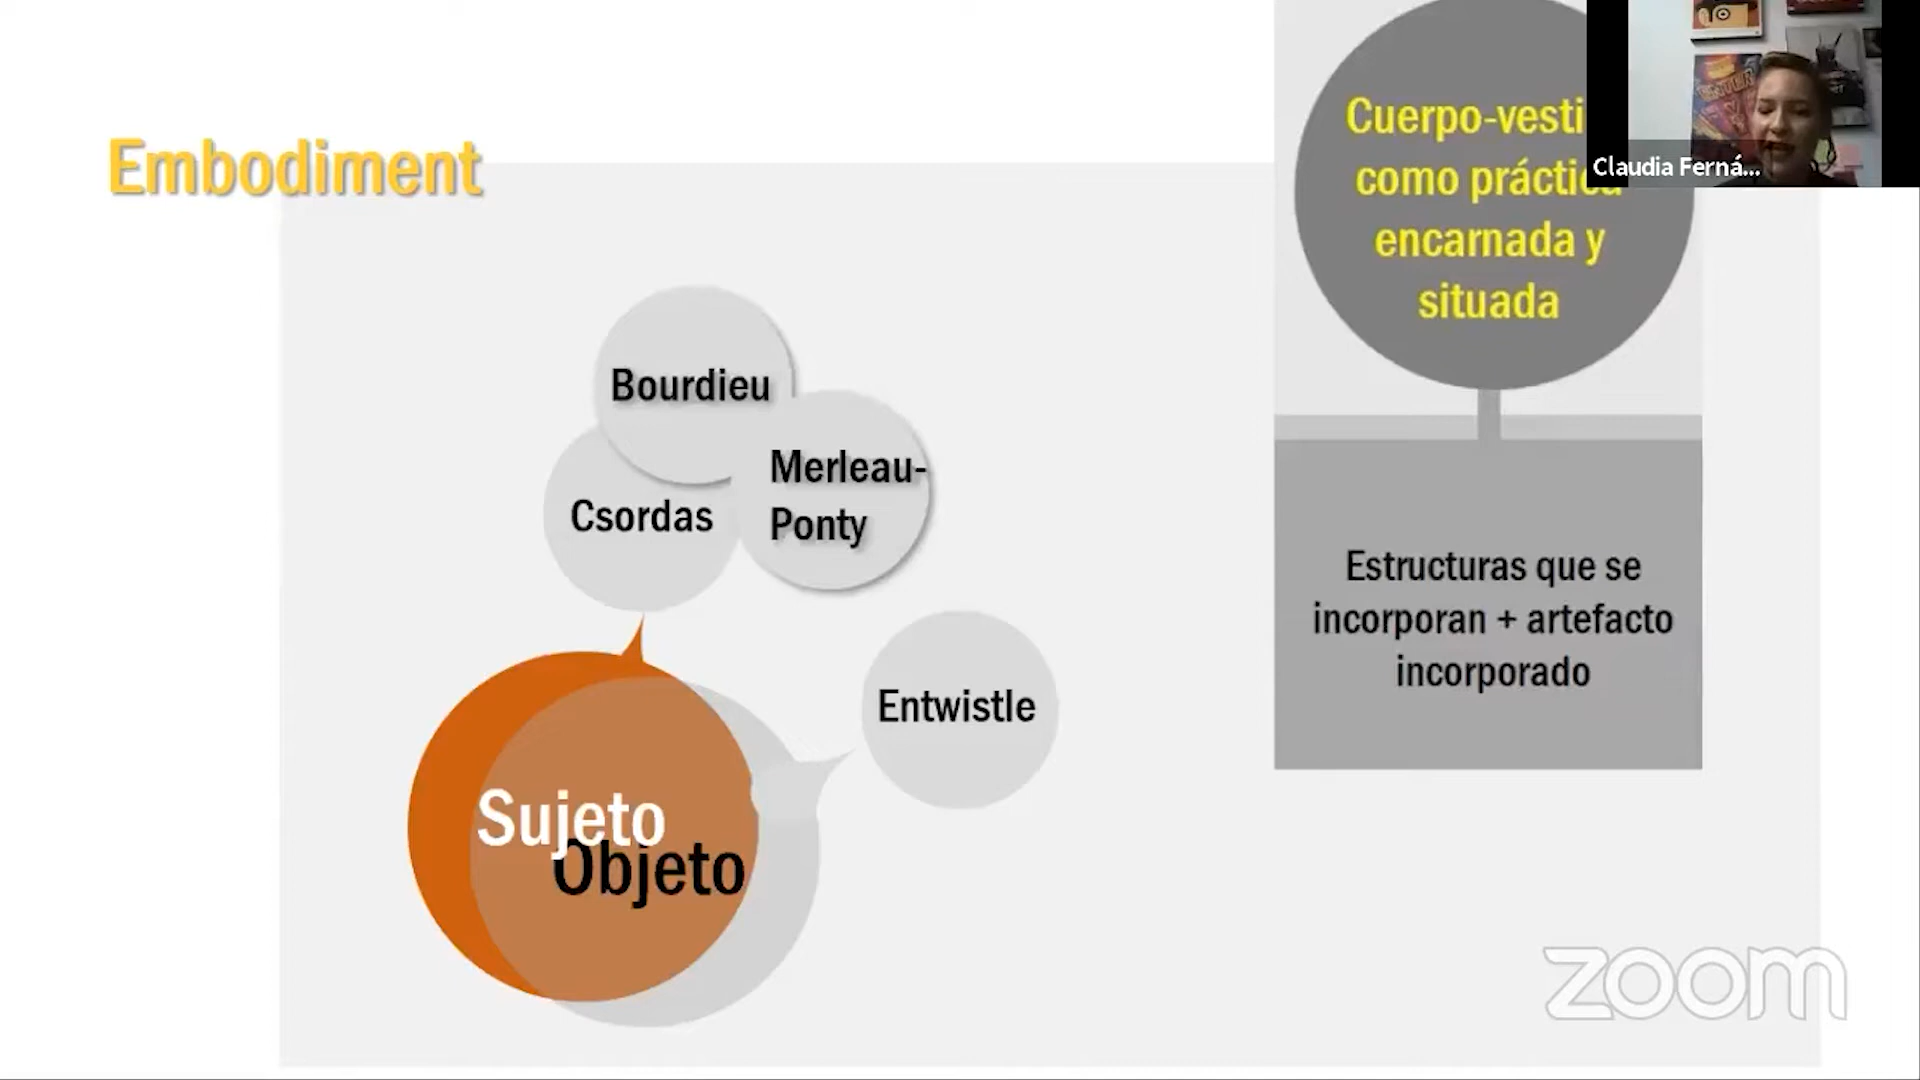 Embodiment
Cuerpo-vesti
como práctica
encarnada y
situada
Claudia Ferná...
Bourdieu
Merleau-
Ponty
Csordas
Entwistle
Sujeto
Objeto
Estructuras que se
incorporan + artefacto
incorporado
zoom